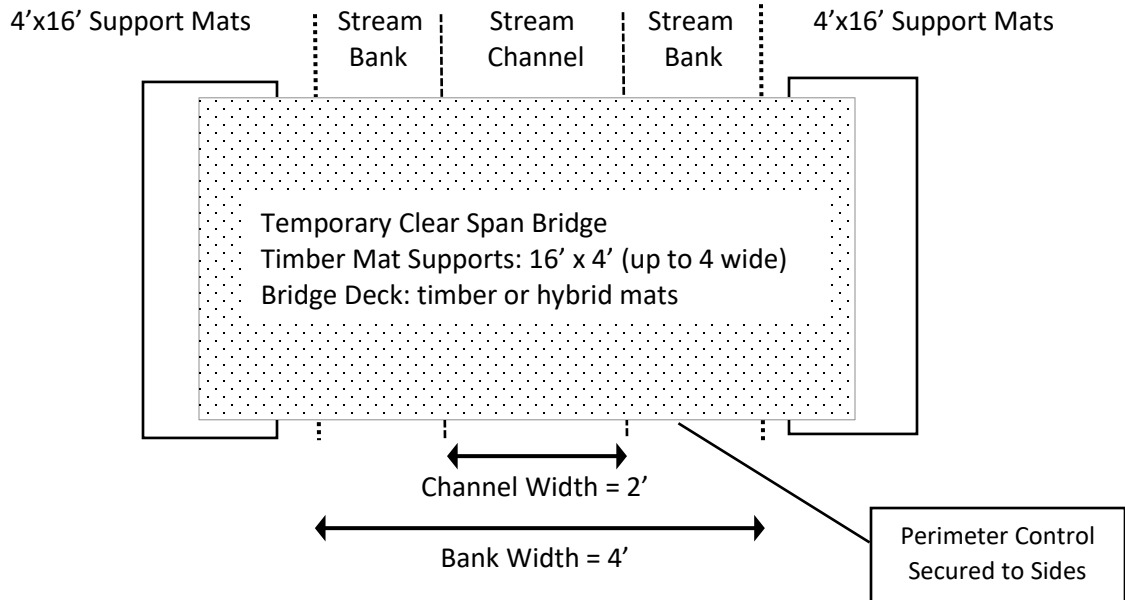 4’x16’ Support Mats
Stream
Bank
Stream
Channel
Stream
Bank
4’x16’ Support Mats
Temporary Clear Span Bridge
Timber Mat Supports: 16’ x 4’ (up to 4 wide)
Bridge Deck: timber or hybrid mats
Channel Width = 2’
Bank Width = 4’
Perimeter Control
Secured to Sides